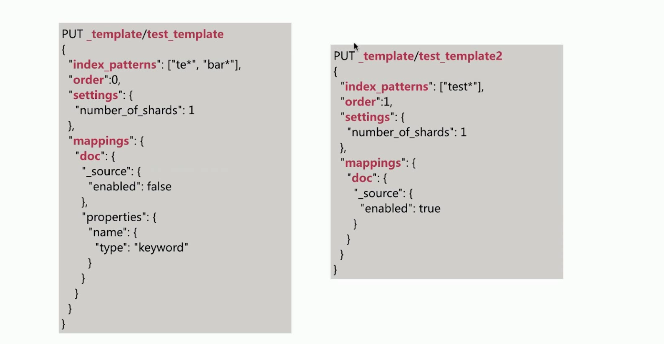 PUT _template/test_template
{
  "index_patterns": ["te*", "bar*"],
  "order":0,
  "settings": {
    "number_of_shards": 1
  },
  "mappings": {
    "doc": {
      "_source": {
        "enabled": false
      },
      "properties": {
        "name": {
          "type": "keyword"
        }
      }
    }
  }
}
PUT _template/test_template2
{
  "index_patterns": ["test*"],
  "order":1,
  "settings": {
    "number_of_shards": 1
  },
  "mappings": {
    "doc": {
      "_source": {
        "enabled": true
      }
    }
  }
}